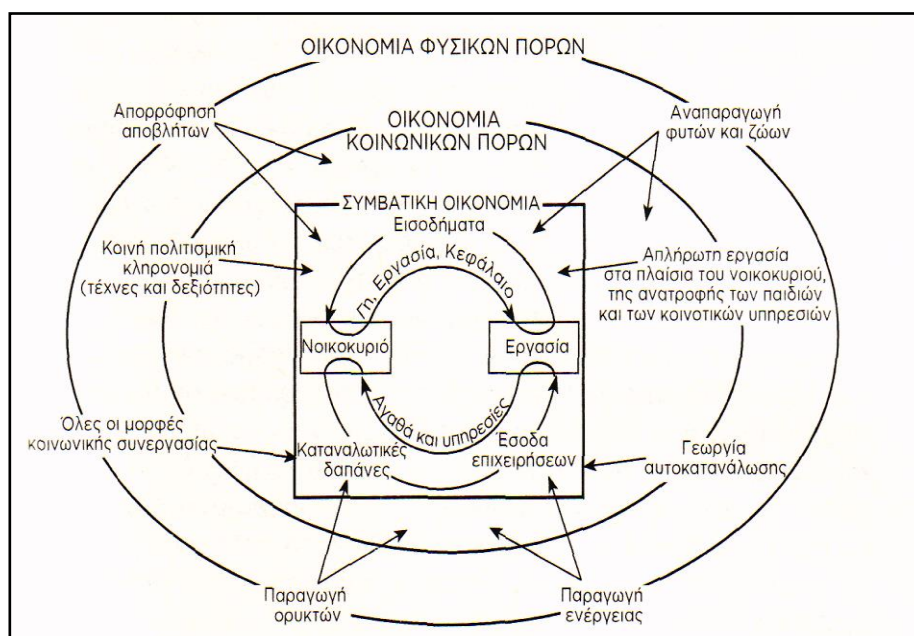 ΟΙΚΟΝΟΜΙΑ ΦΥΣΙΚΩΝ ΠΟΡΩΝ
Απορρόφηση
αποβλήτων
ΟΙΚΟΝΟΜΙΑ
ΚΟΙΝΩΝΙΚΩΝ ΠΟΡΩΝ
Αναπαραγωγή
φυτών και ζώων
ΣΥΜΒΑΤΙΚΗ ΟΙΚΟΝΟΜΙΑ
Εισοδήματα
Κοινή πολιτισμική
κληρονομιά
(τέχνες και δεξιότητες)
Γη, Εργασία, Κεφάλαιο
Απλήρωτη εργασία
στα πλαίσια του νοικοκυριού,
της ανατροφής των παιδιών
και των κοινοτικών υπηρεσιών
Νοικοκυριό
Εργασία
Αγαθά και υπηρεσίες
Όλες οι μορφές
κοινωνικής συνεργασίας
Καταναλωτικές
δαπάνες
Έσοδα
επιχειρήσεων
Γεωργία
αυτοκατανάλωσης
Παραγωγή
ορυκτών
Παραγωγή
ενέργειας